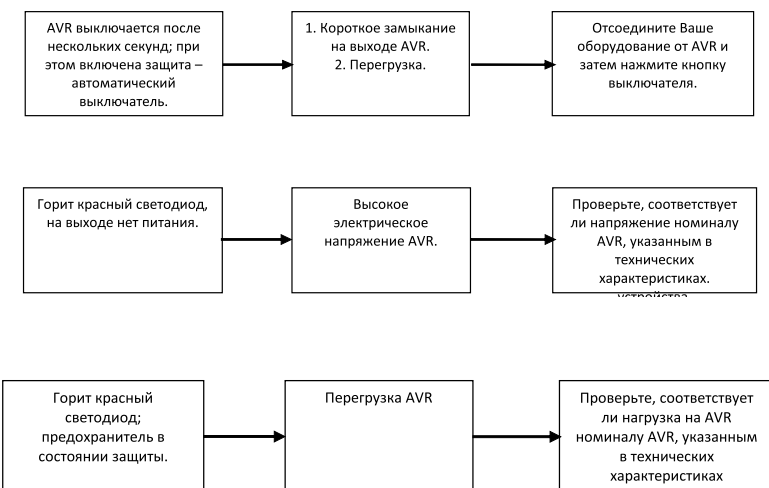 AVR выключается после
нескольких секунд; при
этом включена защита –
автоматический
выключатель.
1. Короткое замыкание
на выходе AVR.
2. Перегрузка.
Отсоедините Ваше
оборудование от AVR и
затем нажмите кнопку
выключателя.
Горит красный светодиод,
на выходе нет питания.
Высокое
электрическое
напряжение AVR.
Проверьте, соответствует
ли напряжение номиналу
AVR, указанным в
технических
характеристиках.
устройства
Горит красный
светодиод;
предохранитель в
состоянии защиты.
Перегрузка AVR
Проверьте, соответствует
ли нагрузка на AVR
номиналу AVR, указанным
в технических
характеристиках